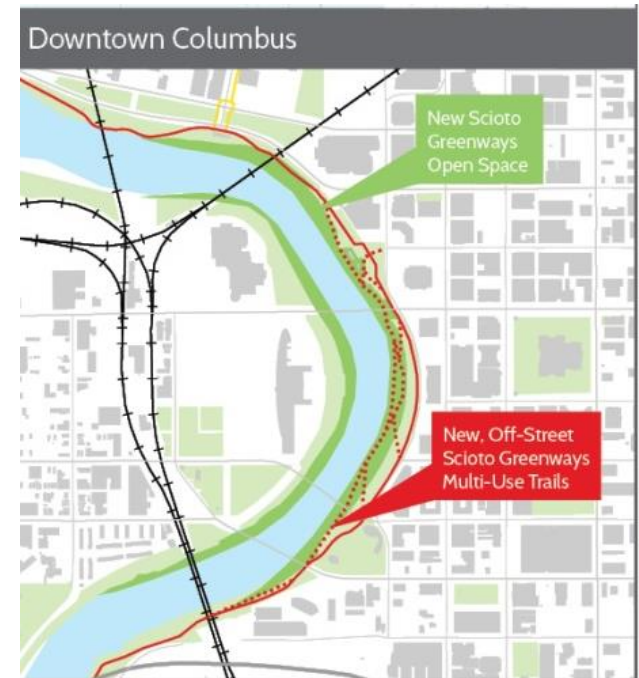 Downtown Columbus
New Scioto
Greenways
Open Space
New, Off-Street
Scioto Greenways
Multi-Use Trails